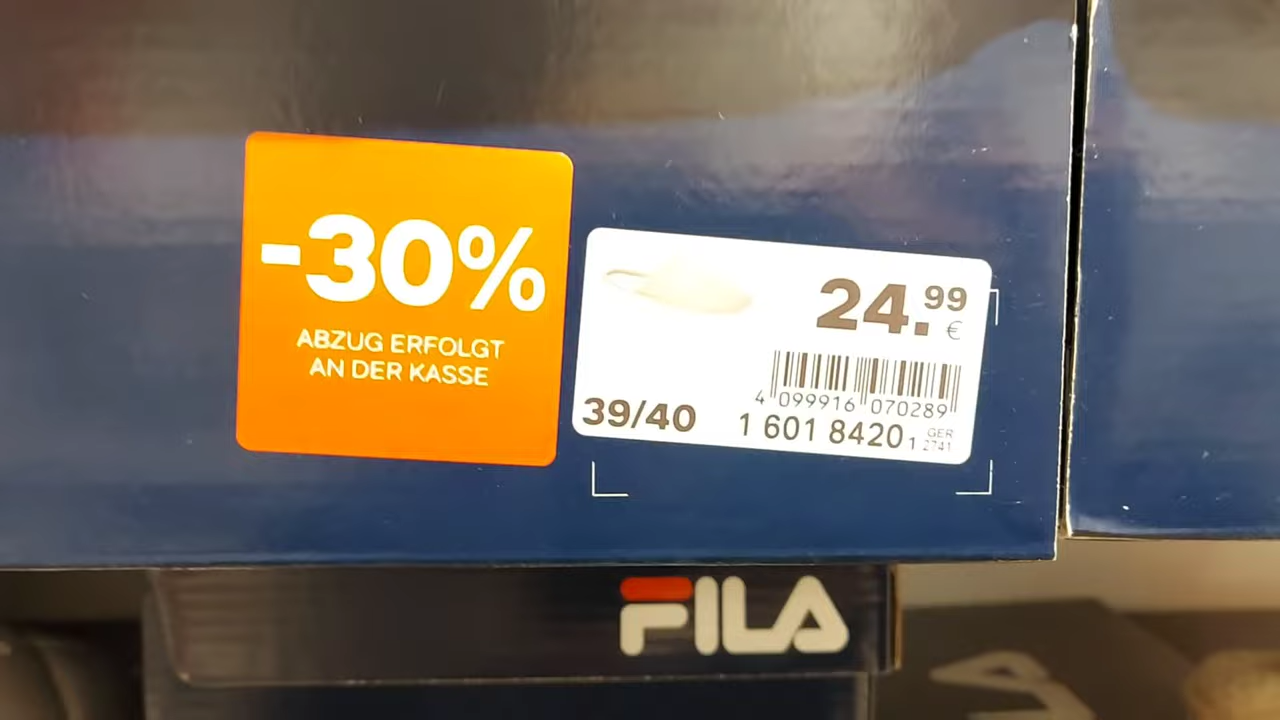 -30%
ABZUG ERFOLGT
AN DER KASSE
24.99
€
4 099916 070289
39/40
1 601 8420 1
GER
2741
FILA